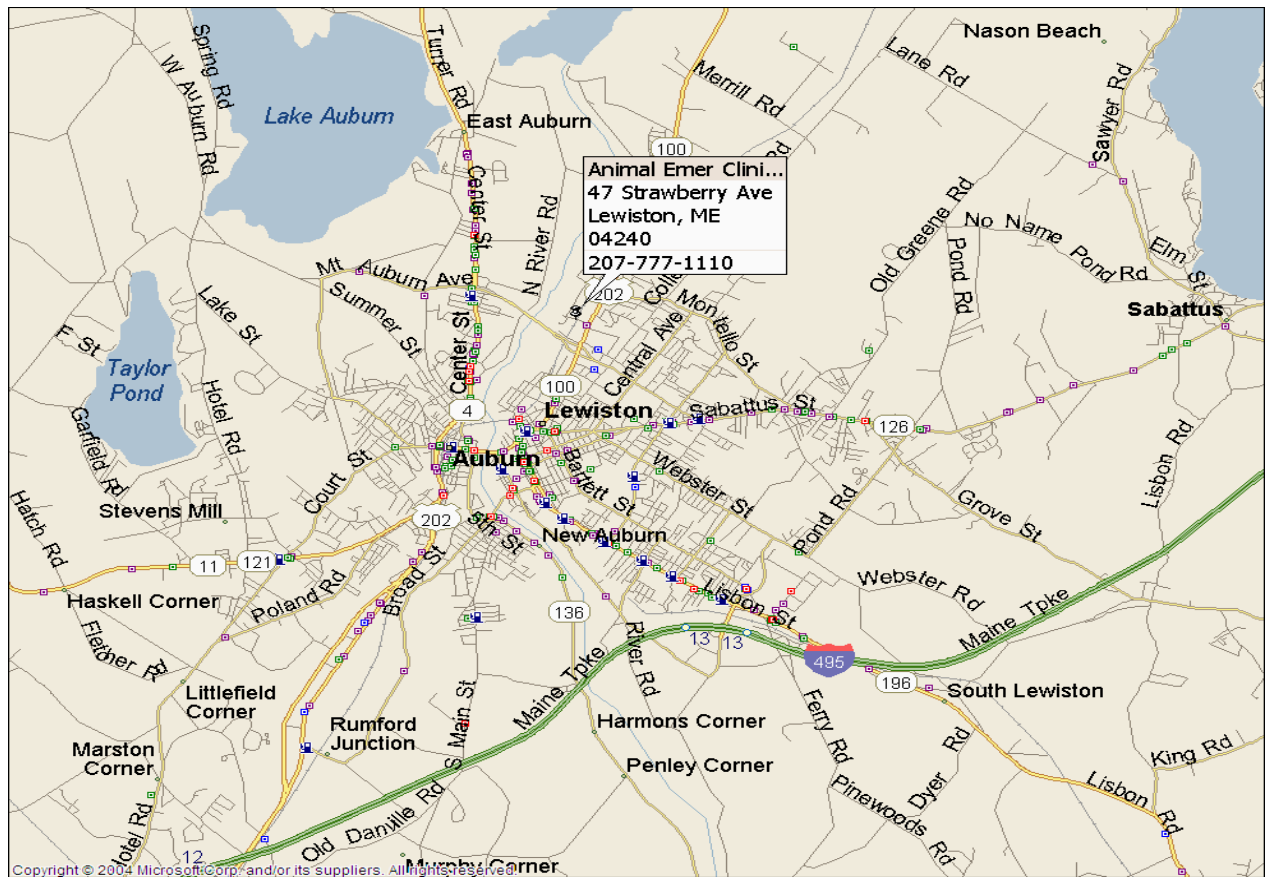 Nason Beach
Spring Rd
W Auburn Rd
Turner Rd
Lane Rd
Merrill Rd
Sawyer Rd
Lake Auburn
East Auburn
100
Rd
Animal Emer Clini...
47 Strawberry Ave
Lewiston, ME
04240
207-777-1110
Center St
N River Rd
Old Greene Rd
No Name Pond Rd
Pond Rd
Elm St
Mt Auburn Ave
202
Summer St
Lake St
Montello St
Sabattus
F St
Center St
Central Ave
Taylor
Pond
Hotel Rd
100
4
Lewiston
Sabattus St
126
Garfield Rd
Auburn
Court St
Bartlett St
Webster St
Lisbon Rd
Hatch Rd
Stevens Mill
202
5th St
New Auburn
Pond Rd
Grove St
11
121
Haskell Corner
Poland Rd
Broad St
136
Lisbon St
Webster Rd
Maine Tpke
Flether Rd
13
13
River Rd
495
196
South Lewiston
Littlefield
Corner
Maine Tpke
Rumford
Junction
S Main St
Harmons Corner
Ferry Rd
Marston
Corner
Penley Corner
Dyer Rd
King Rd
Pinewoods Rd
Lisbon Rd
Hotel Rd
Old Danville Rd
12
Murphy Corner
Copyright © 2004 Microsoft Corp. and/or its suppliers. All rights reserved.